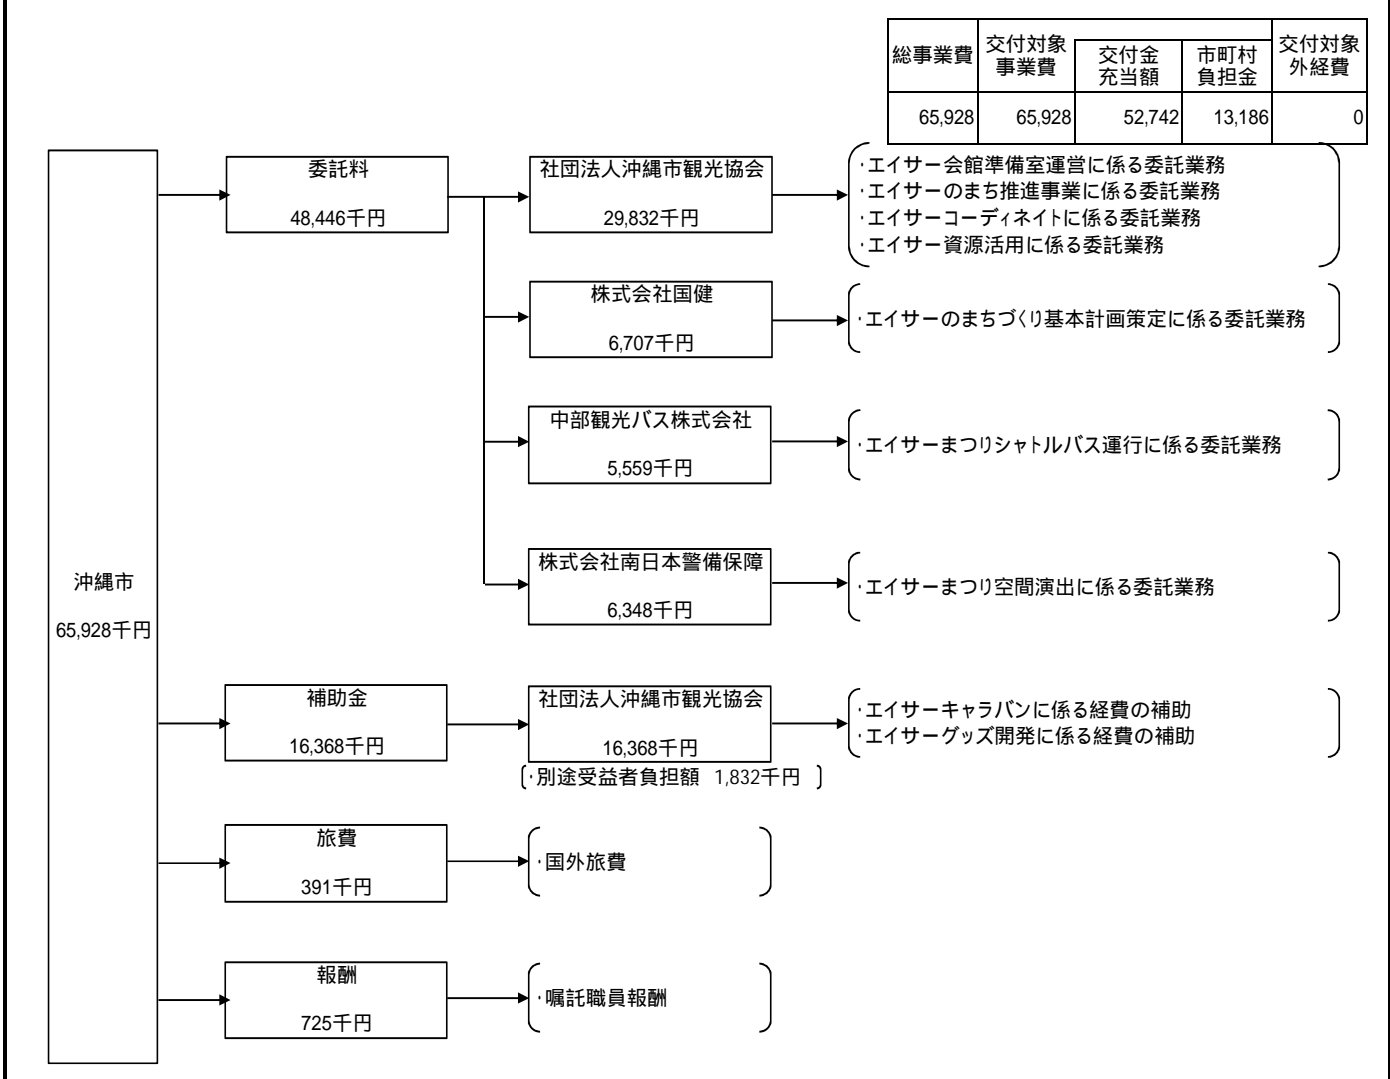 総事業費
交付対象
事業費
交付金
充当額
市町村
負担金
交付対象
外経費
65,928 65,928 52,742 13,186 0
沖縄市
65,928千円
委託料
48,446千円
社団法人沖縄市観光協会
29,832千円
・エイサー会館準備室運営に係る委託業務
・エイサーのまち推進事業に係る委託業務
・エイサーコーディネイトに係る委託業務
・エイサー資源活用に係る委託業務
株式会社国健
6,707千円
・エイサーのまちづくり基本計画策定に係る委託業務
中部観光バス株式会社
5,559千円
・エイサーまつりシャトルバス運行に係る委託業務
株式会社南日本警備保障
6,348千円
・エイサーまつり空間演出に係る委託業務
補助金
16,368千円
社団法人沖縄市観光協会
16,368千円
・別途受益者負担額 1,832千円
・エイサーキャラバンに係る経費の補助
・エイサーグッズ開発に係る経費の補助
旅費
391千円
・国外旅費
報酬
725千円
・嘱託職員報酬